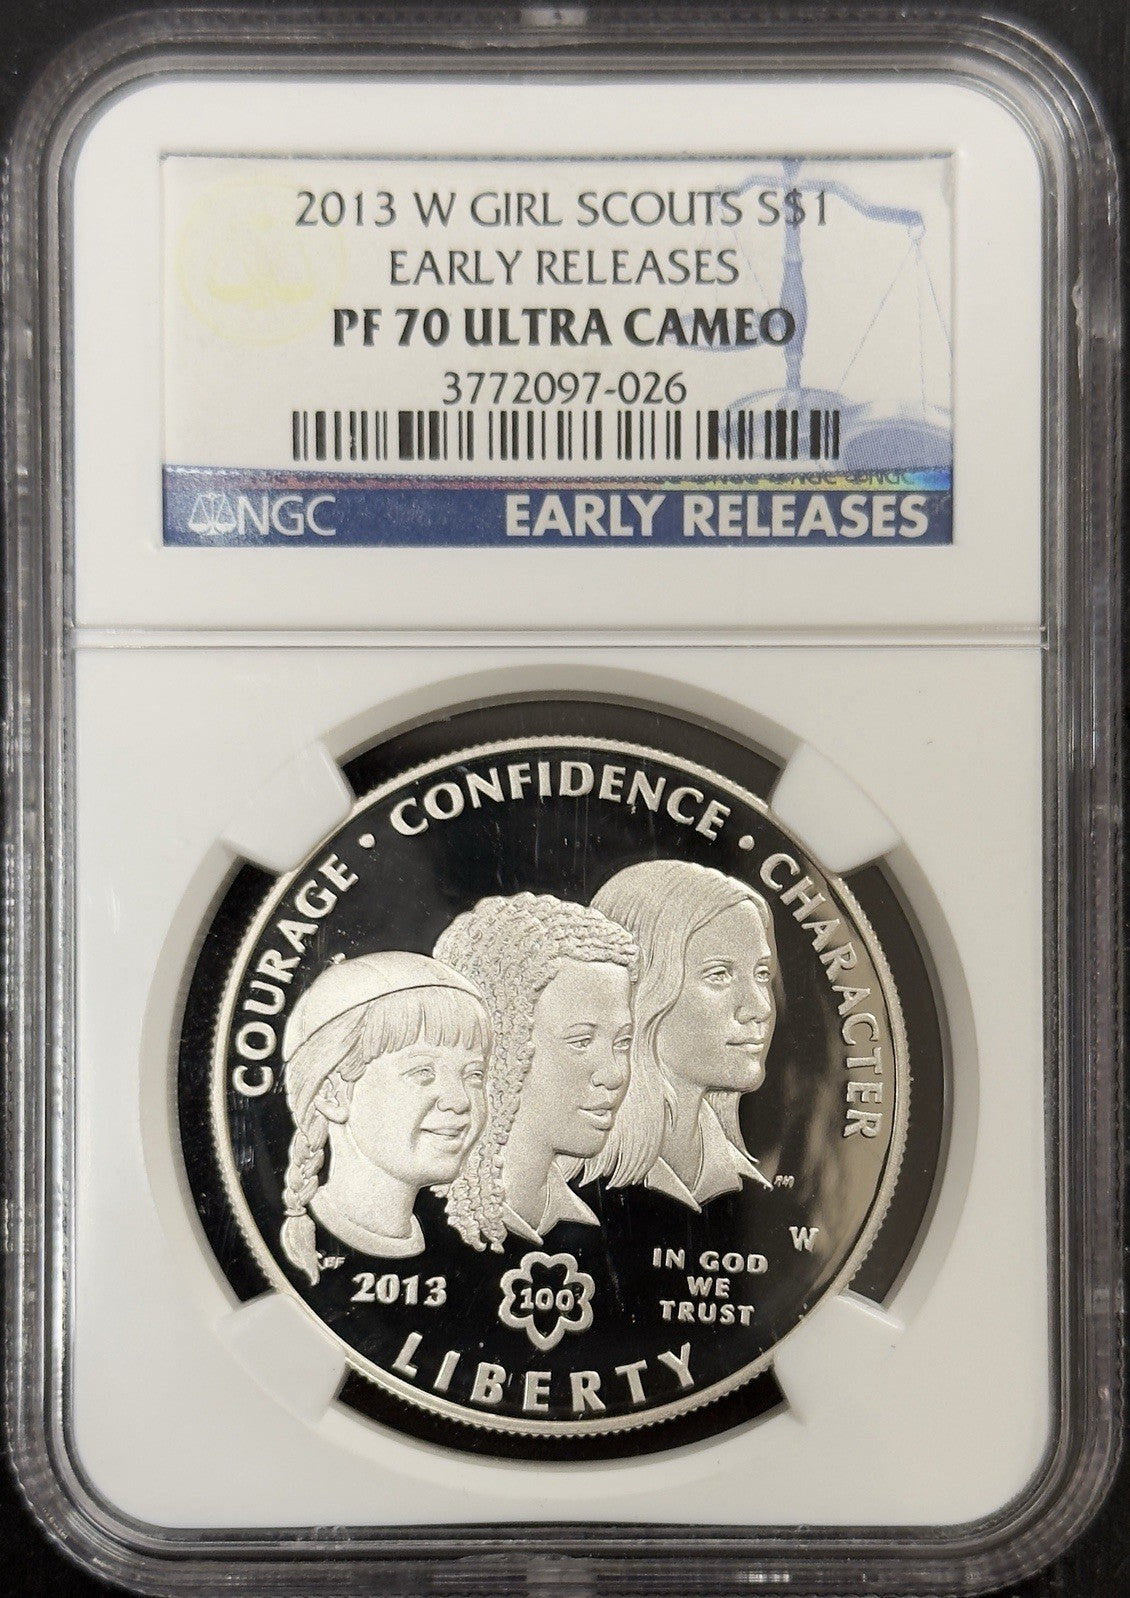 2013 W GIRL SCOUTS S$1
EARLY RELEASES
PF 70 ULTRA CAMEO
3772097-026
NGC
EARLY RELEASES
COURAGE • CONFIDENCE • CHARACTER
W
2013
100
IN GOD
WE
TRUST
LIBERTY